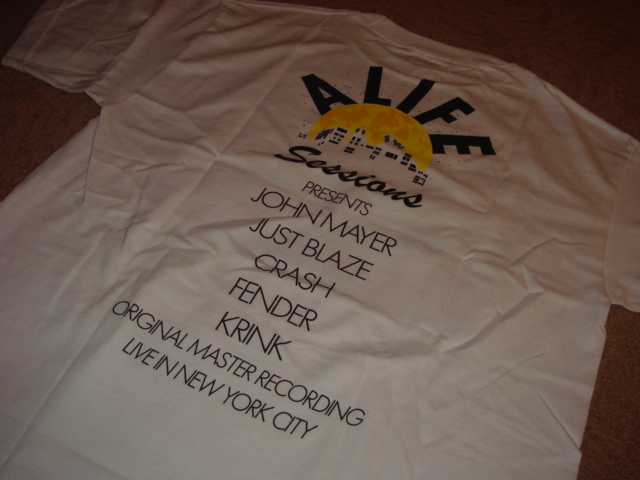 ALIFE
Sessions
PRESENTS
JOHN MAYER
JUST BLAZE
CRASH
FENDER
KRINK
ORIGINAL MASTER RECORDING
LIVE IN NEW YORK CITY